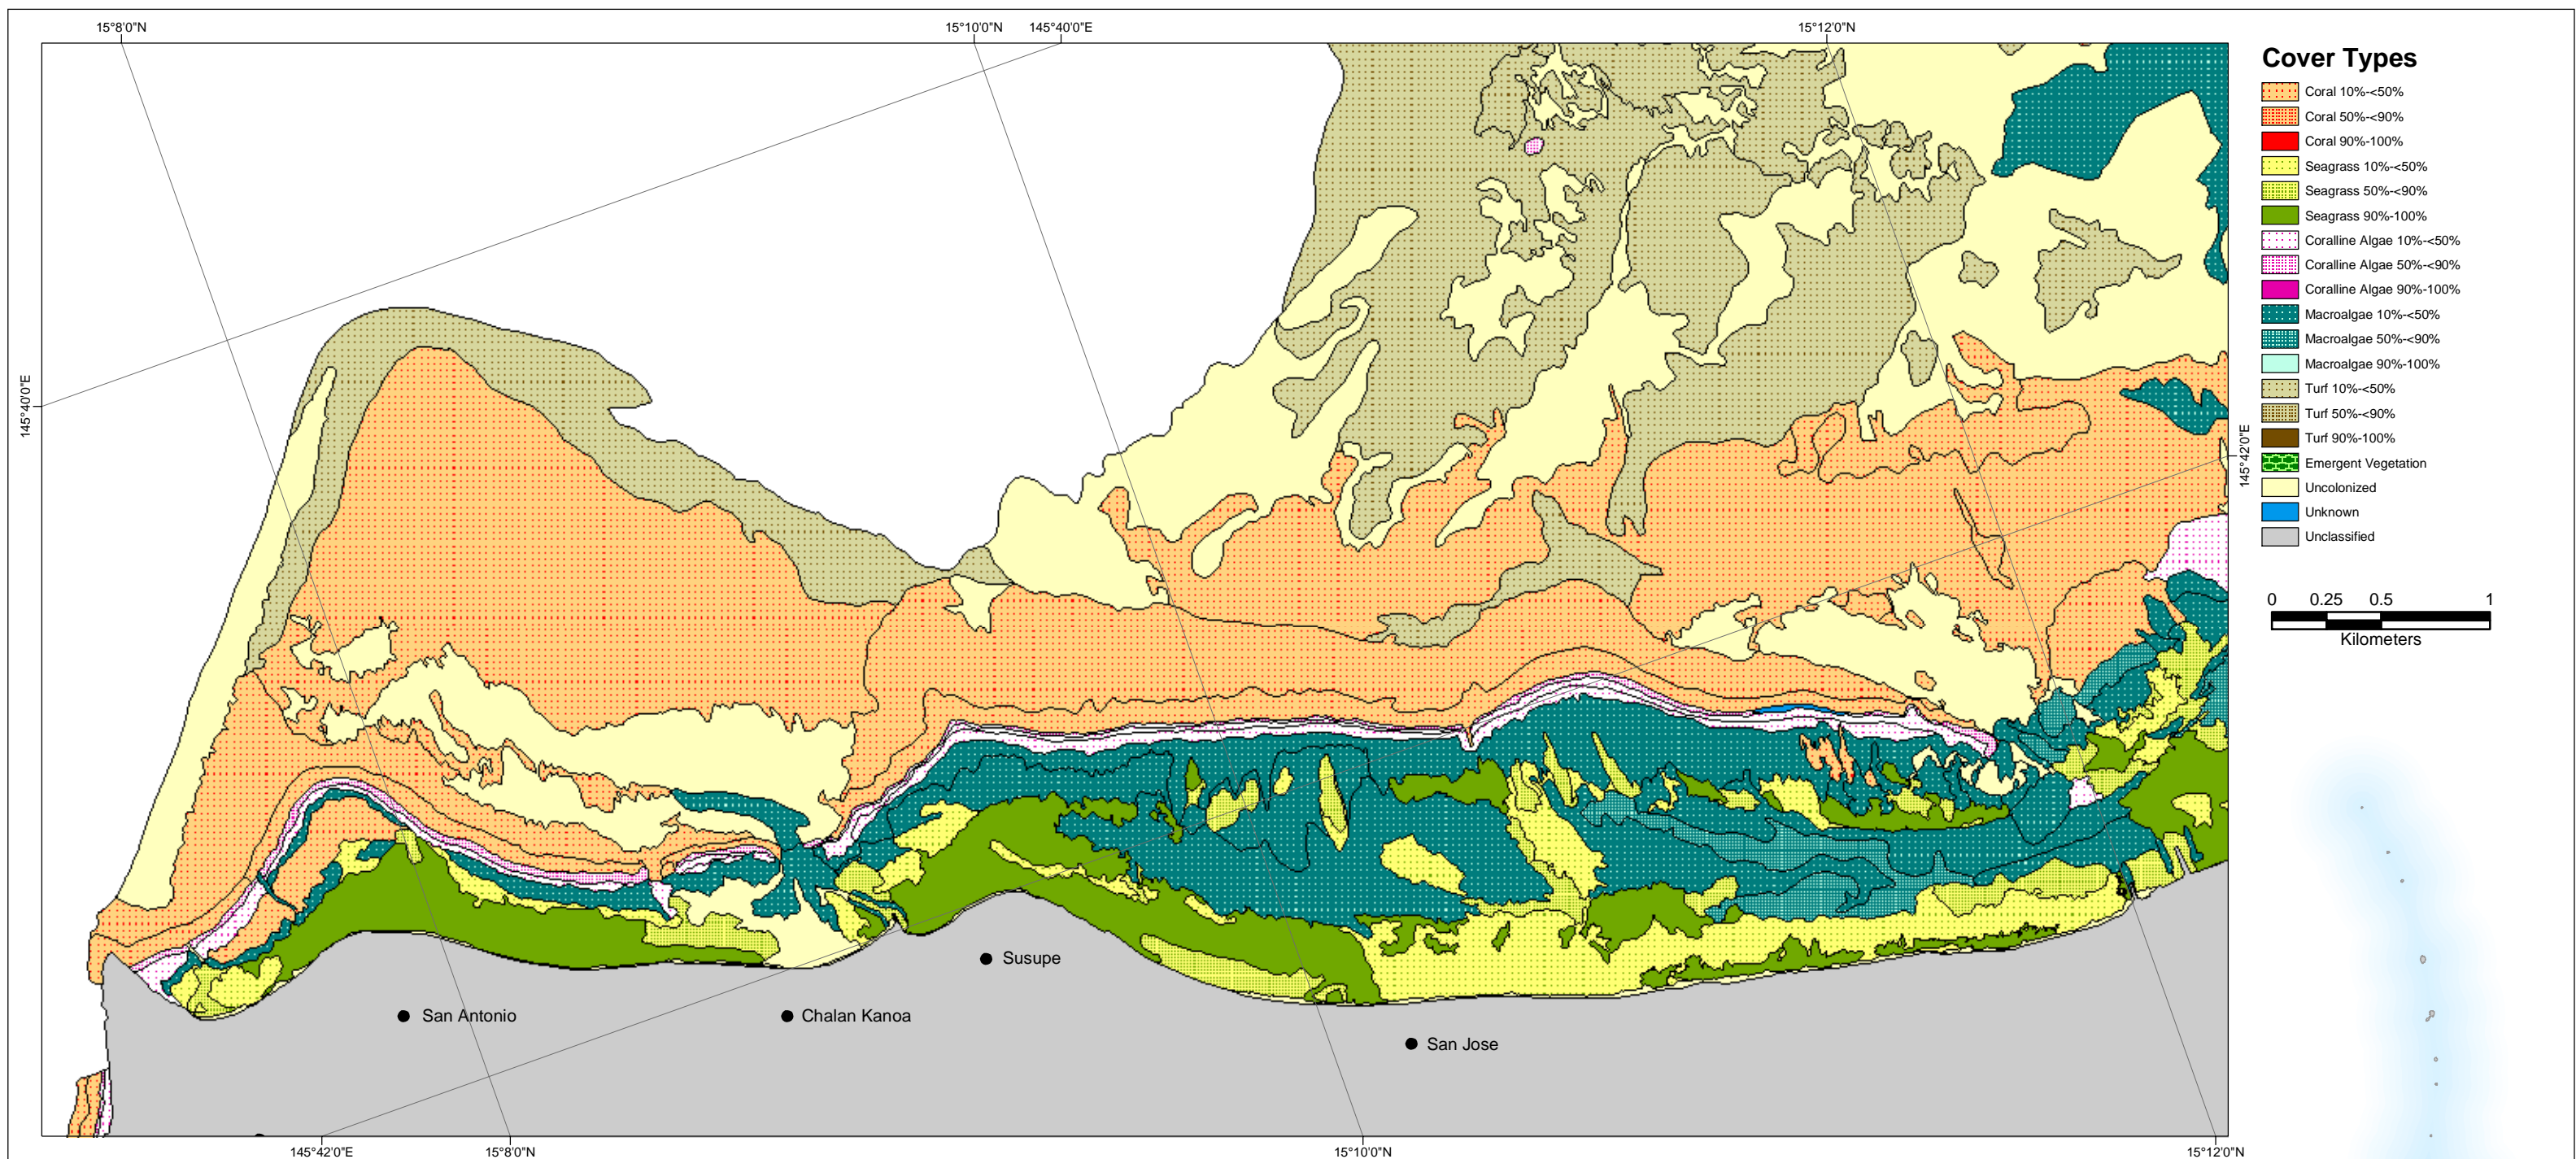 15°8'0"N
15°10'0"N
145°40'0"E
15°12'0"N
145°40'0"E
145°42'0"E
San Antonio
Chalan Kanoa
Susupe
San Jose
145°42'0"E
15°8'0"N
15°10'0"N
15°12'0"N
Cover Types
Coral 10%-<50%
Coral 50%-<90%
Coral 90%-100%
Seagrass 10%-<50%
Seagrass 50%-<90%
Seagrass 90%-100%
Coralline Algae 10%-<50%
Coralline Algae 50%-<90%
Coralline Algae 90%-100%
Macroalgae 10%-<50%
Macroalgae 50%-<90%
Macroalgae 90%-100%
Turf 10%-<50%
Turf 50%-<90%
Turf 90%-100%
Emergent Vegetation
Uncolonized
Unknown
Unclassified
0 0.25 0.5 1
Kilometers